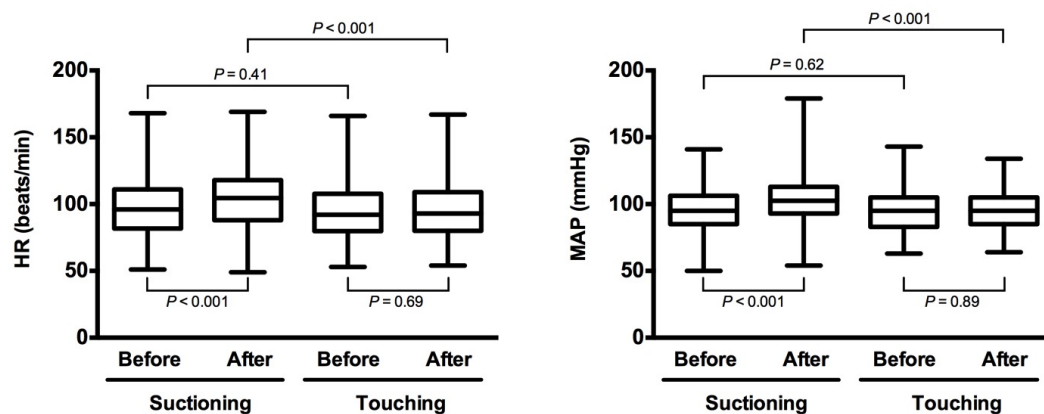 P < 0.001
P = 0.41
200
150
100
50
0
HR (beats/min)
P < 0.001
P = 0.69
Before After Before After
Suctioning Touching
P < 0.001
P = 0.62
200
150
100
50
0
MAP (mmHg)
P < 0.001
P = 0.89
Before After Before After
Suctioning Touching